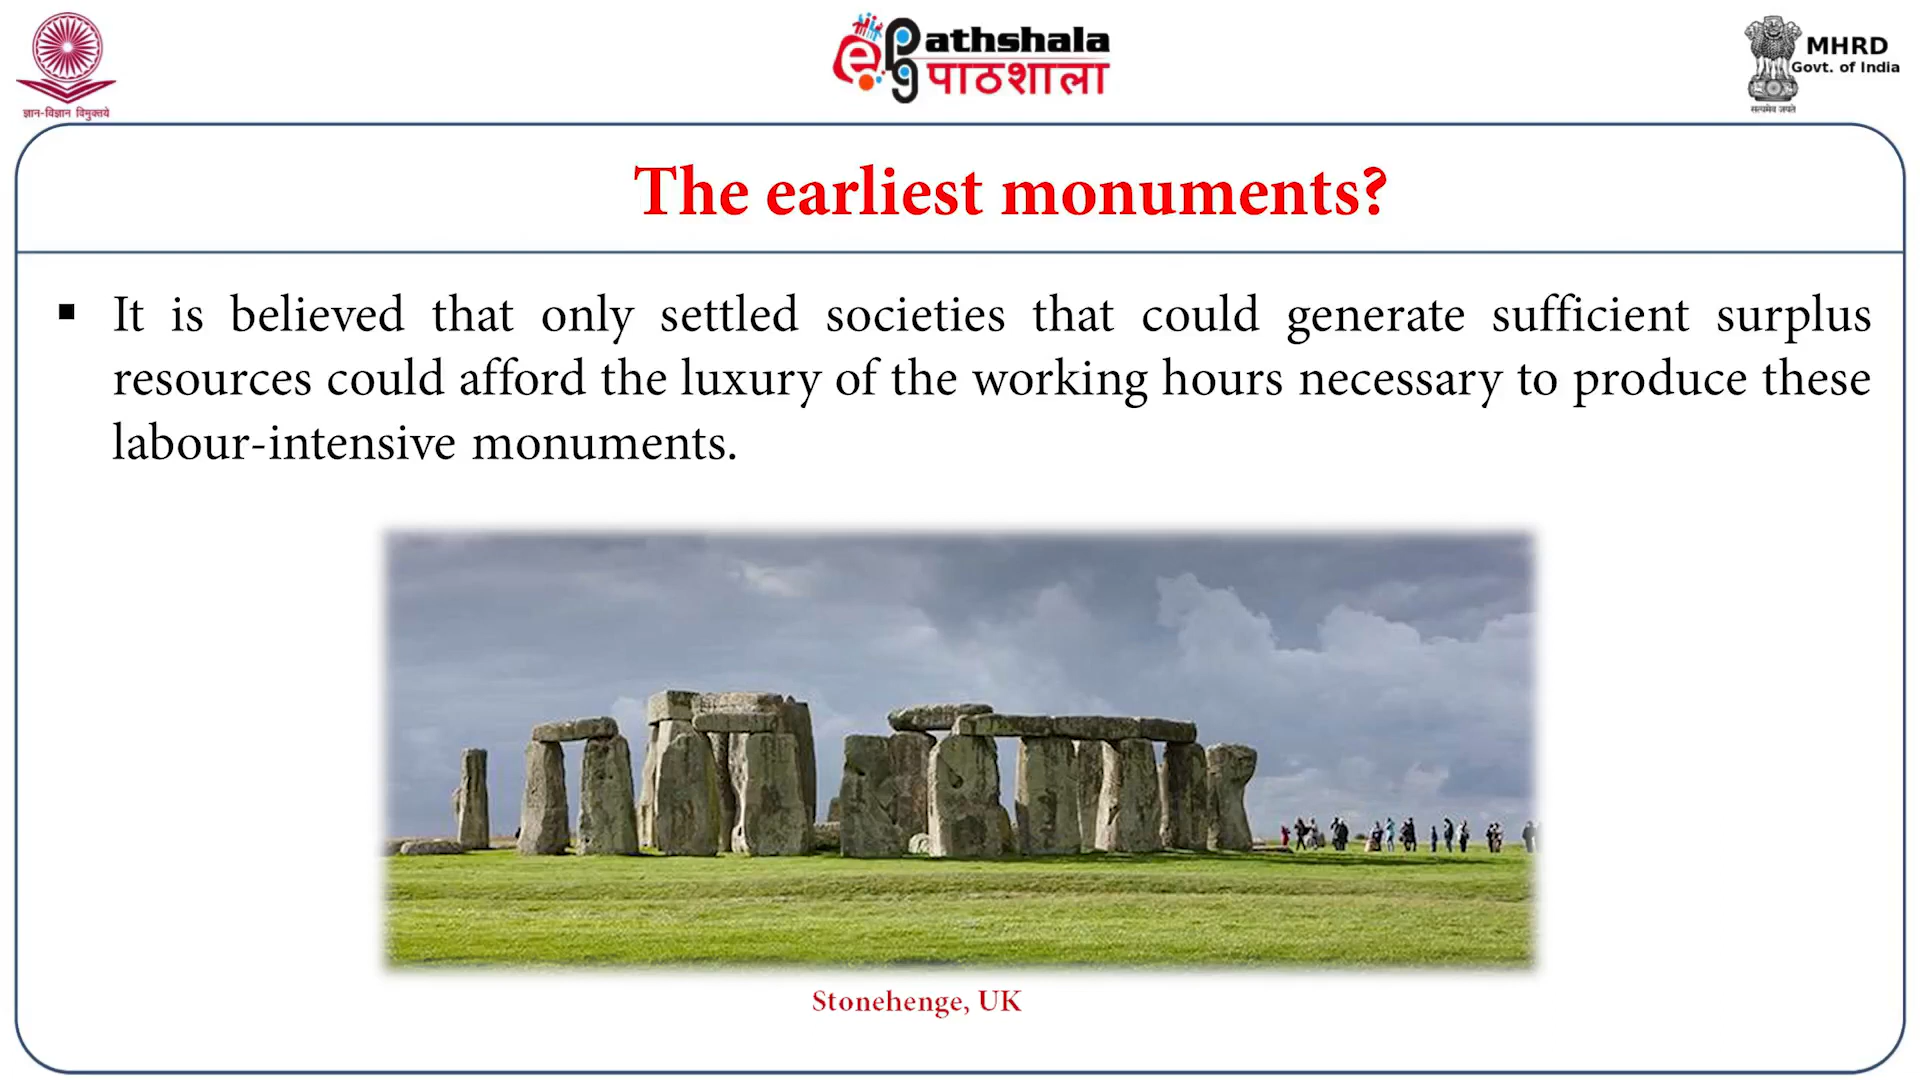 ज्ञान-विज्ञान विमुक्तये
e pg Pathshala
पाठशाला
MHRD
Govt. of India
सत्यमेव जयते
The earliest monuments?
▪ It is believed that only settled societies that could generate sufficient surplus
resources could afford the luxury of the working hours necessary to produce these
labour-intensive monuments.
Stonehenge, UK